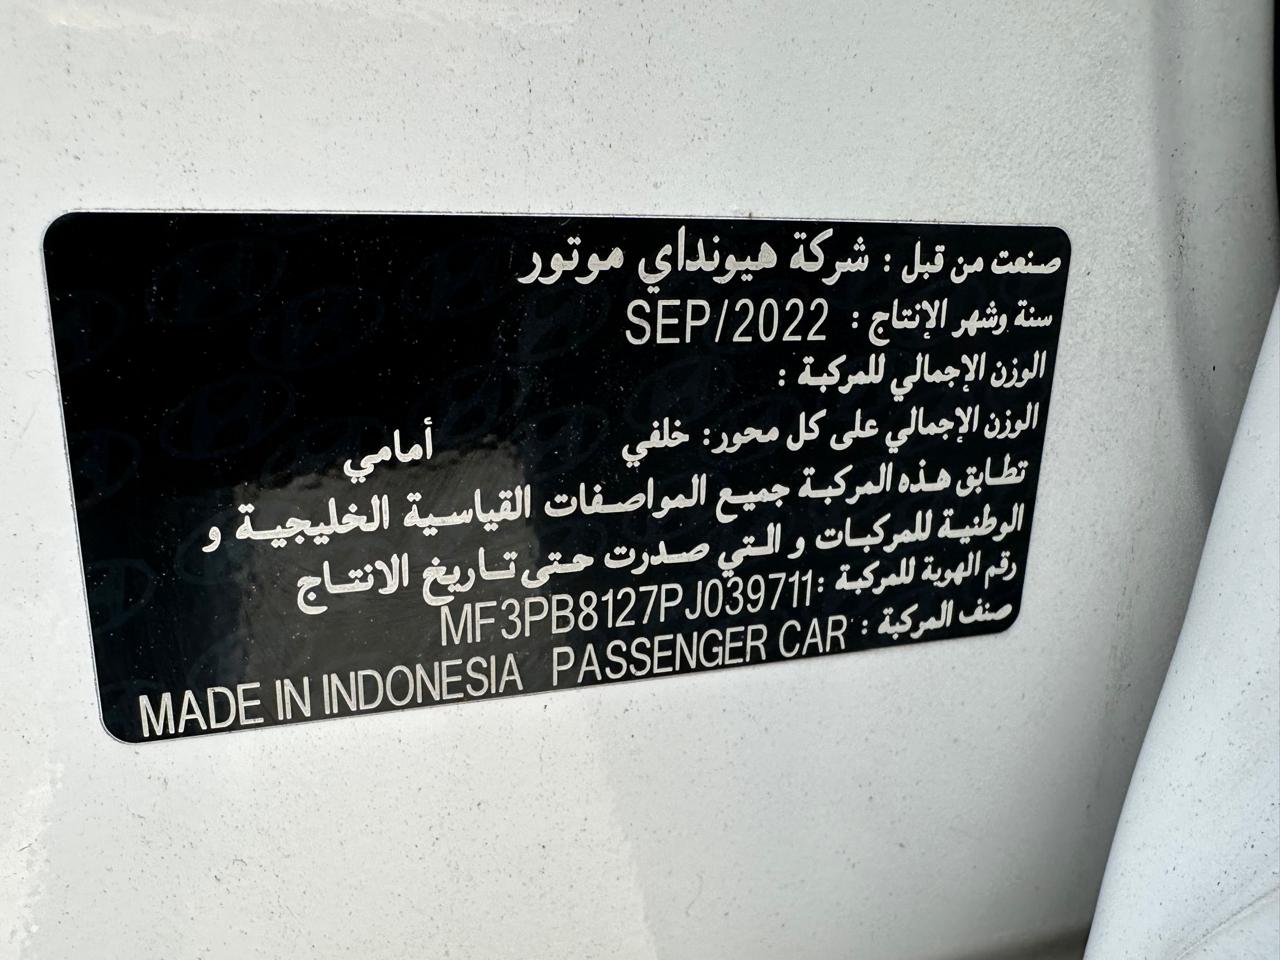 صنعت من قبل : شركة هيونداي موتور
سنة وشهر الإنتاج : SEP/2022
الوزن الإجمالي للمركبة :
الوزن الإجمالي على كل محور: خلفي أمامي
تطابق هذه المركبة جميع المواصفات القياسية الخليجية و
الوطنية للمركبات و التي صدرت حتى تاريخ الانتاج
رقم الهوية للمركبة : MF3PB8127PJ039711
صنف المركبة : PASSENGER CAR MADE IN INDONESIA